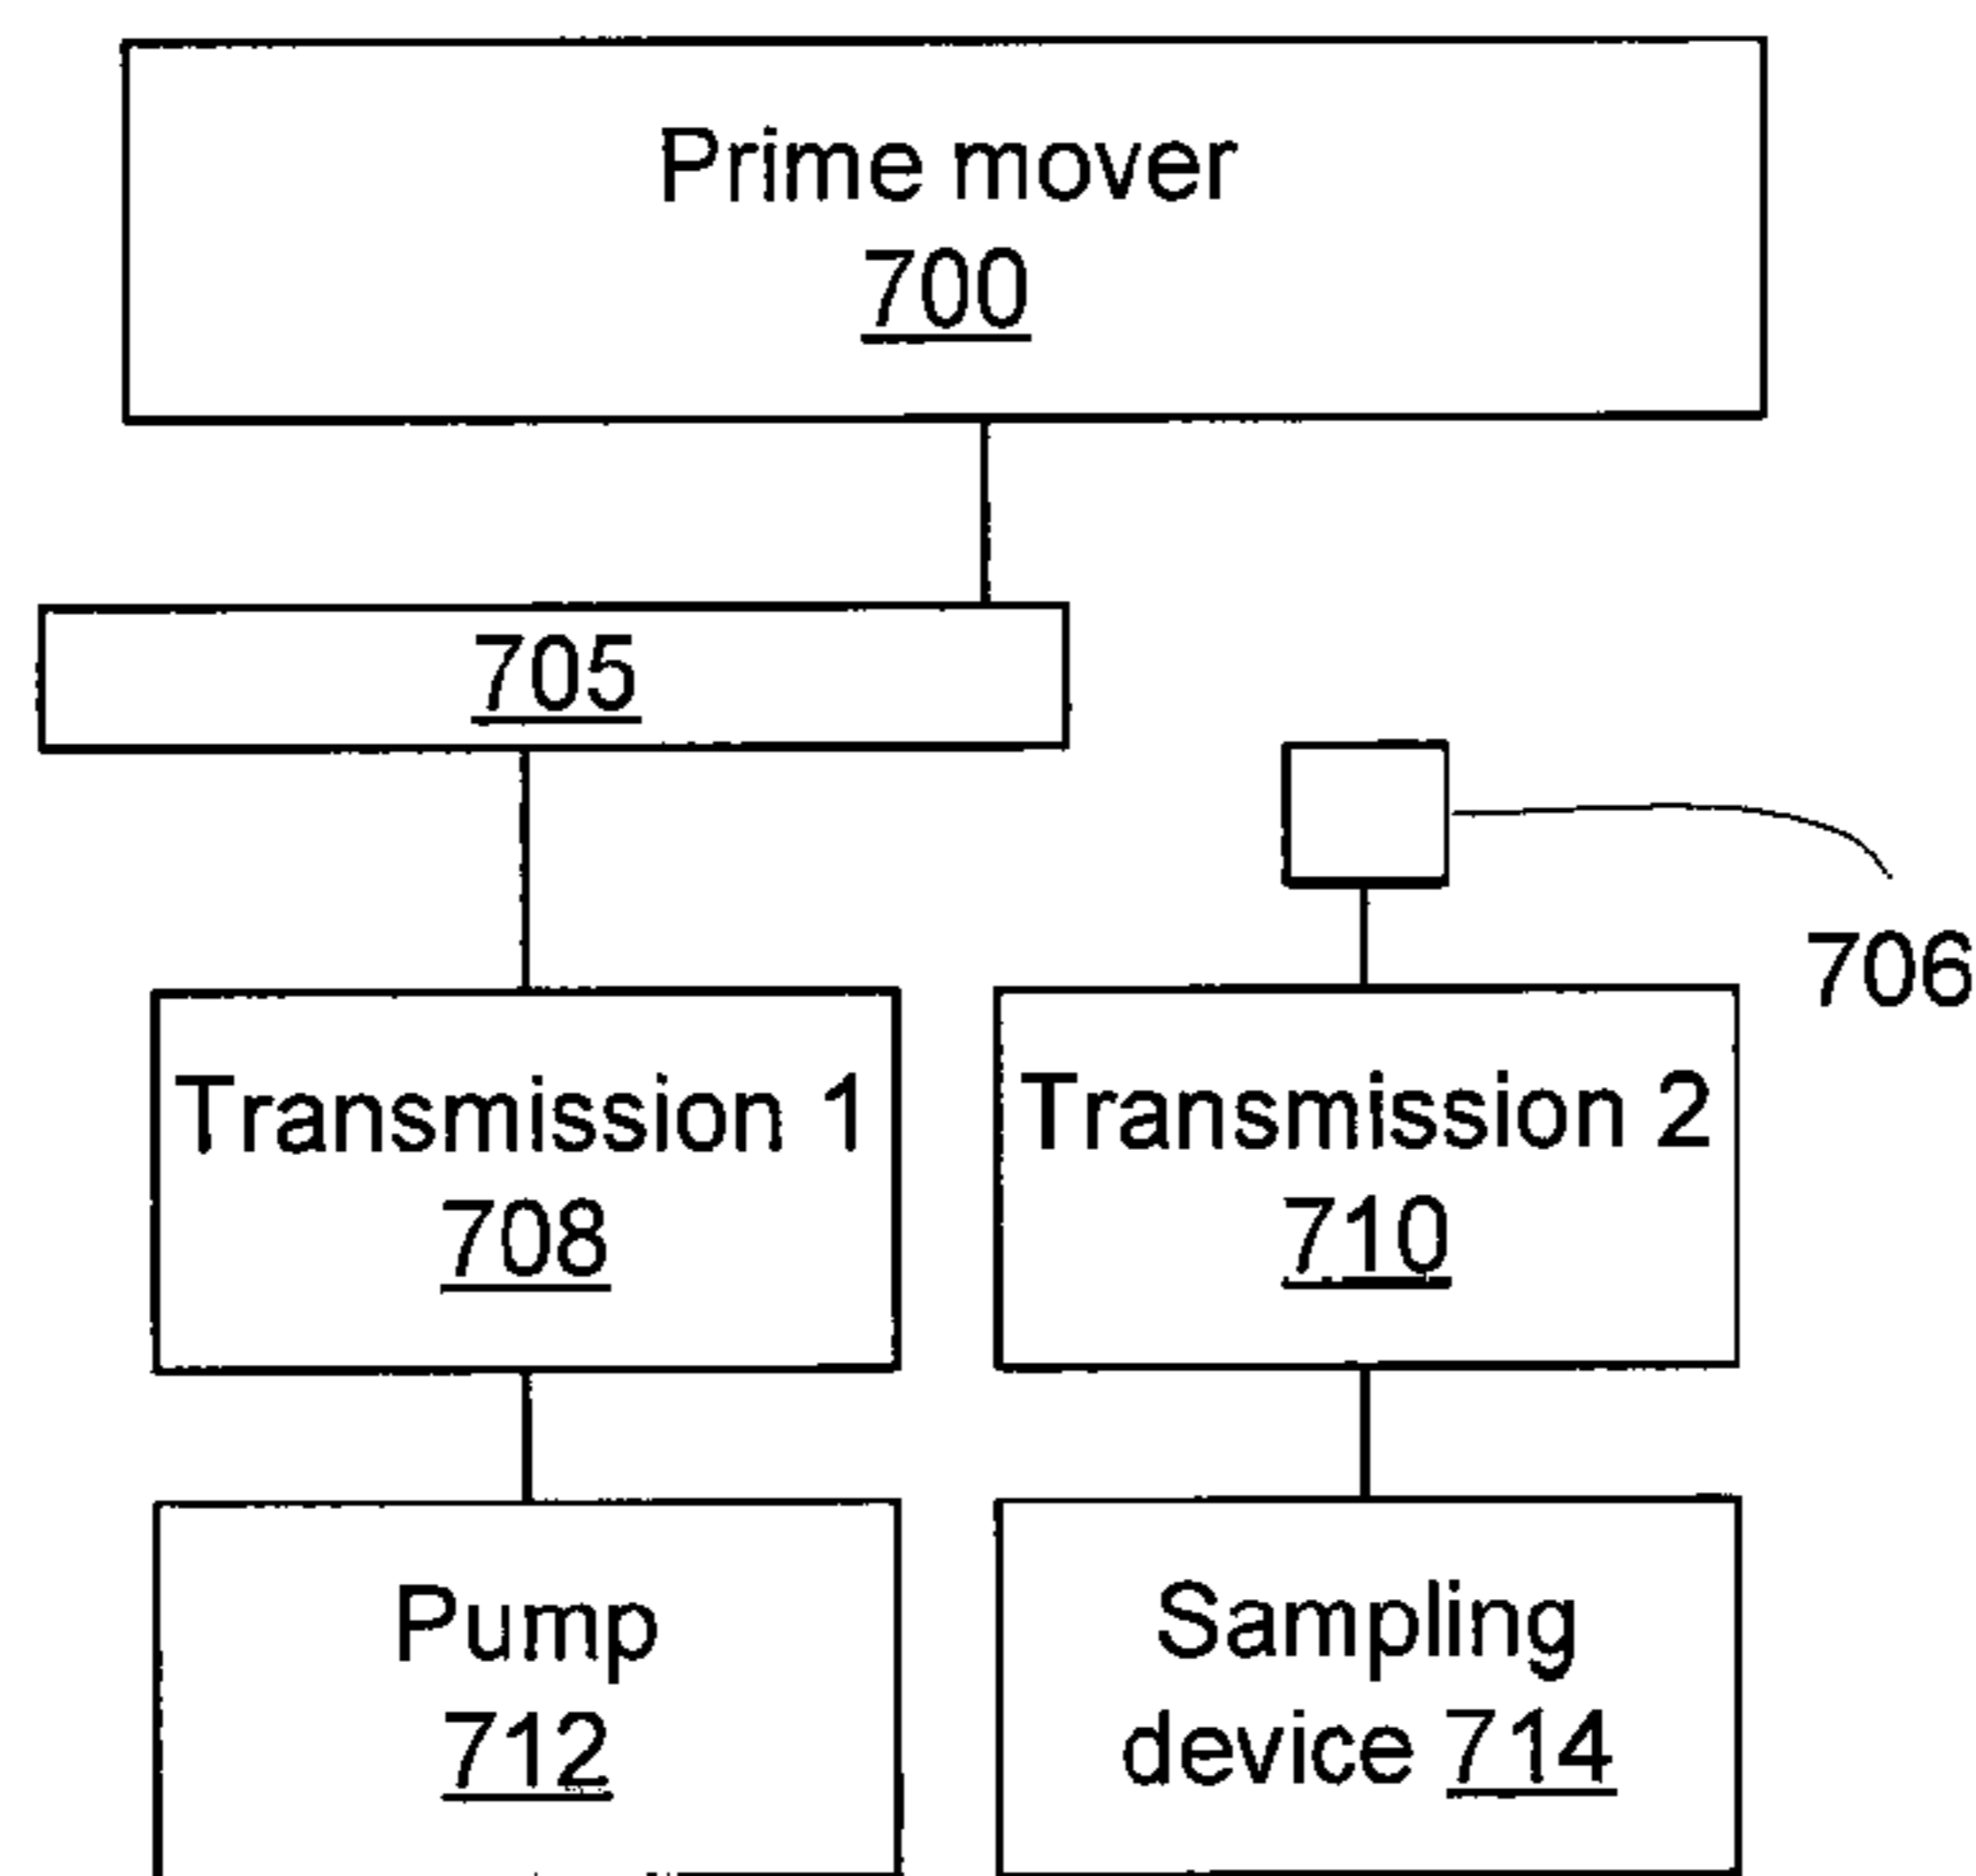 Prime mover
700
705
706
Transmission 1
708
Transmission 2
710
Pump
712
Sampling
device 714